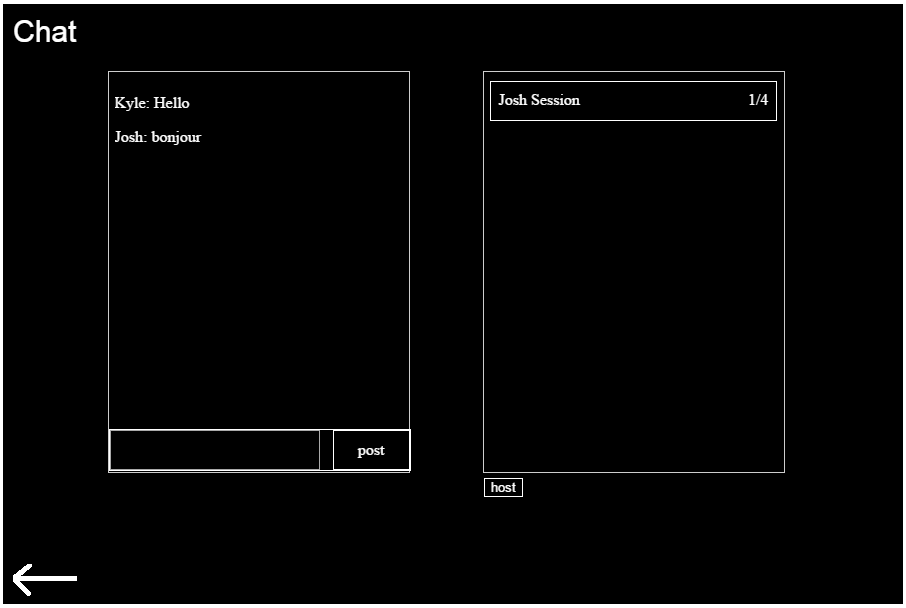 Chat
Kyle: Hello
Josh: bonjour
post
Josh Session 1/4
host